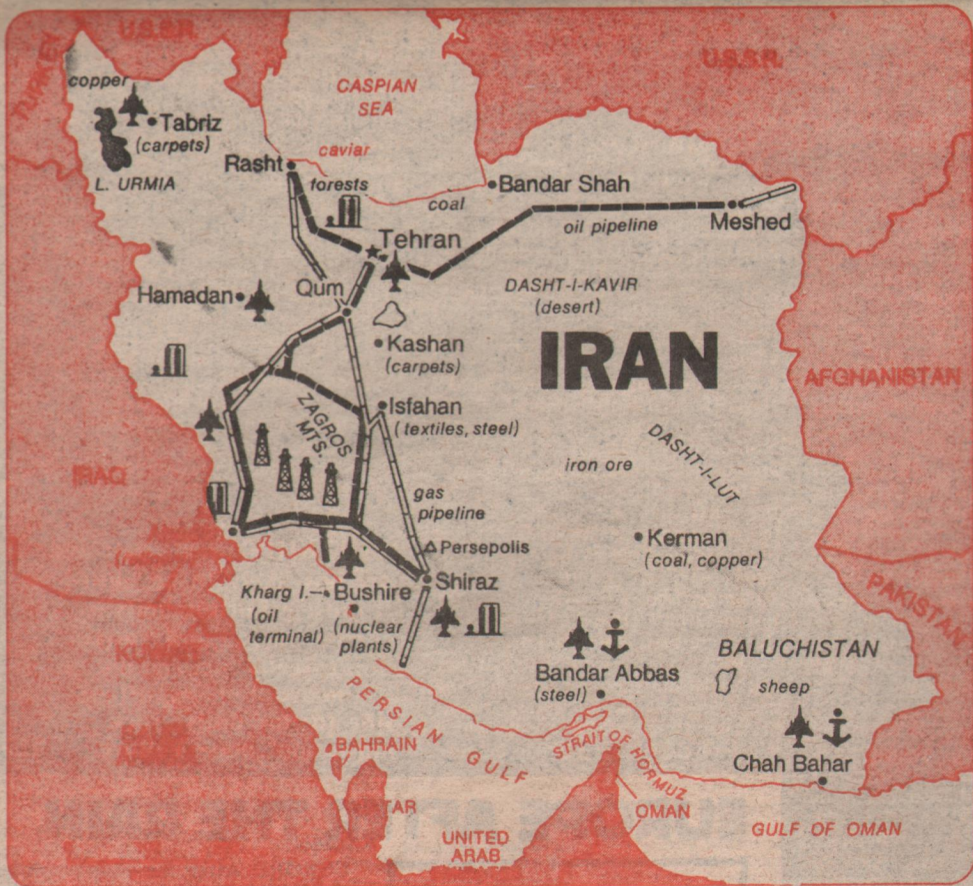 U.S.S.R.
U.S.S.R.
TURKEY
copper
Tabriz
(carpets)
L. URMIA
CASPIAN
SEA
caviar
Rasht
forests
coal
Bandar Shah
oil pipeline
Meshed
Tehran
Hamadan
Qum
DASHT-I-KAVIR
(desert)
Kashan
(carpets)
IRAN
AFGHANISTAN
Isfahan
(textiles, steel)
ZAGROS
MTS.
DASHT-I-LUT
iron ore
IRAQ
gas
pipeline
Persepolis
Kerman
(coal, copper)
Shiraz
Kharg I.
(oil
terminal)
Bushire
(nuclear
plants)
PAKISTAN
KUWAIT
BALUCHISTAN
sheep
Bandar Abbas
(steel)
PERSIAN GULF
STRAIT OF HORMUZ
Chah Bahar
BAHRAIN
OMAN
GULF OF OMAN
UNITED
ARAB